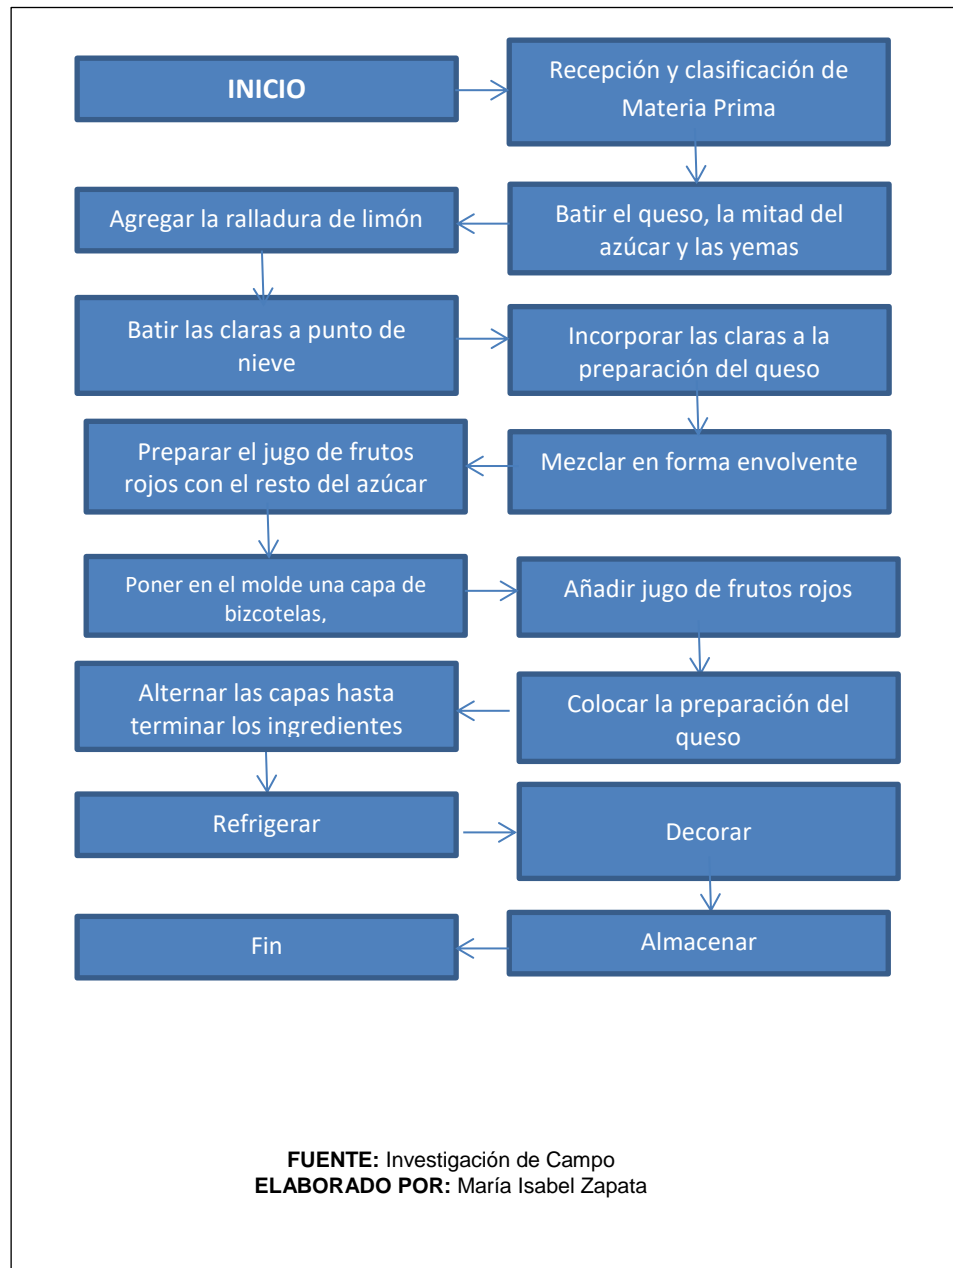 INICIO
Recepción y clasificación de
Materia Prima
Batir el queso, la mitad del
azúcar y las yemas
Agregar la ralladura de limón
Batir las claras a punto de
nieve
Incorporar las claras a la
preparación del queso
Mezclar en forma envolvente
Preparar el jugo de frutos
rojos con el resto del azúcar
Poner en el molde una capa de
bizcotelas,
Añadir jugo de frutos rojos
Colocar la preparación del
queso
Alternar las capas hasta
terminar los ingredientes
Refrigerar
Decorar
Almacenar
Fin
FUENTE: Investigación de Campo
ELABORADO POR: María Isabel Zapata